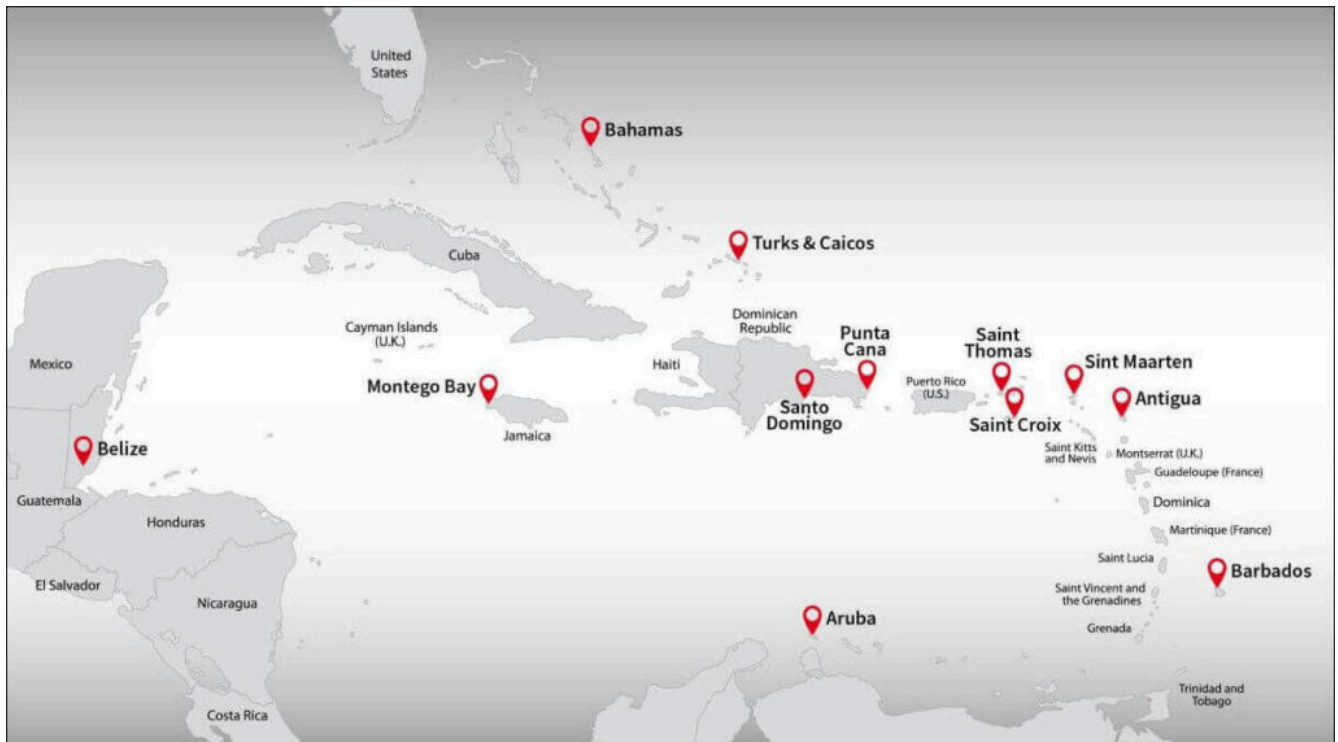 United
States
Bahamas
Turks & Caicos
Cuba
Dominican
Republic
Cayman Islands
(U.K.)
Punta
Cana
Saint
Thomas
Sint Maarten
Mexico
Haiti
Montego Bay
Puerto Rico
(U.S.)
Antigua
Santo
Domingo
Saint Croix
Jamaica
Belize
Saint Kitts
and Nevis
Montserrat (U.K.)
Guadeloupe (France)
Guatemala
Dominica
Honduras
Martinique (France)
Saint Lucia
El Salvador
Barbados
Saint Vincent and
the Grenadines
Nicaragua
Aruba
Grenada
Trinidad and
Tobago
Costa Rica